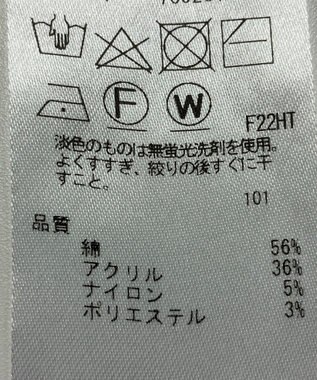 F
W
F22HT
淡色のものは無蛍光洗剤を使用。
よくすすぎ、絞りの後すぐに干
すこと。
101
品質
綿 56%
アクリル 36%
ナイロン 5%
ポリエステル 3%